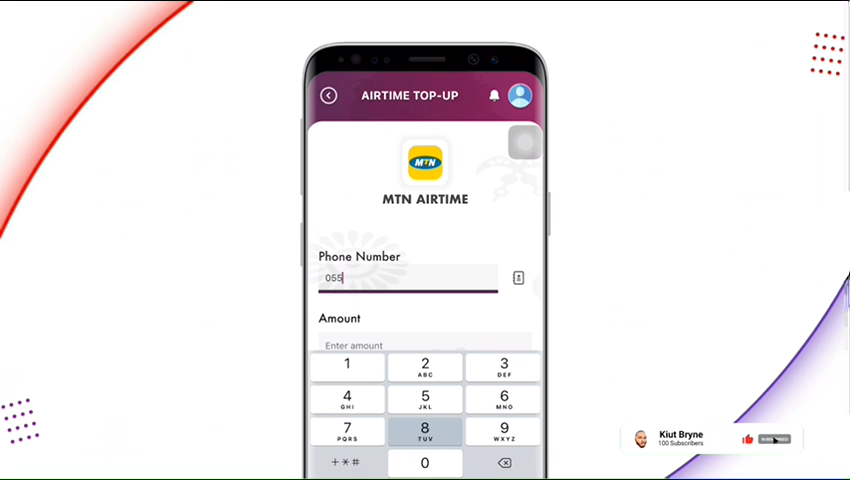 AIRTIME TOP-UP
MTN
MTN AIRTIME
Phone Number
055
Amount
Enter amount
1
2
ABC
3
DEF
4
GHI
5
JKL
6
MNO
7
PQRS
8
TUV
9
WXYZ
+*#
0
Kiut Bryne
100 Subscribers
SUBSCRIBED